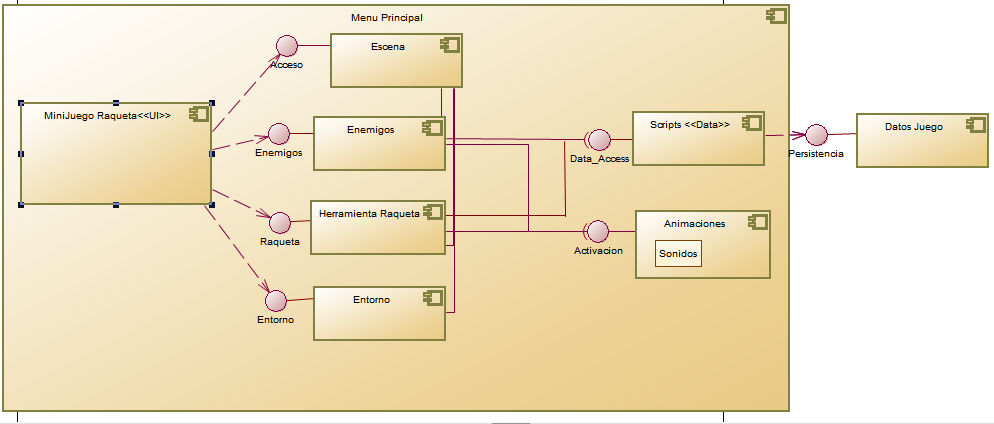 Menu Principal
Escena
Acceso
MiniJuego Raqueta<<UI>>
Enemigos
Enemigos
Scripts <<Data>>
Data_Access
Datos Juego
Persistencia
Herramienta Raqueta
Raqueta
Animaciones
Sonidos
Activacion
Entorno
Entorno